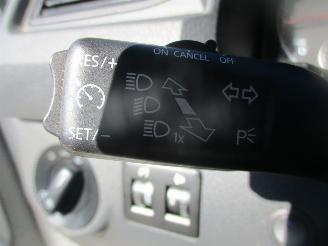 ON CANCEL OFF
RES/+
SET/-
1x
P